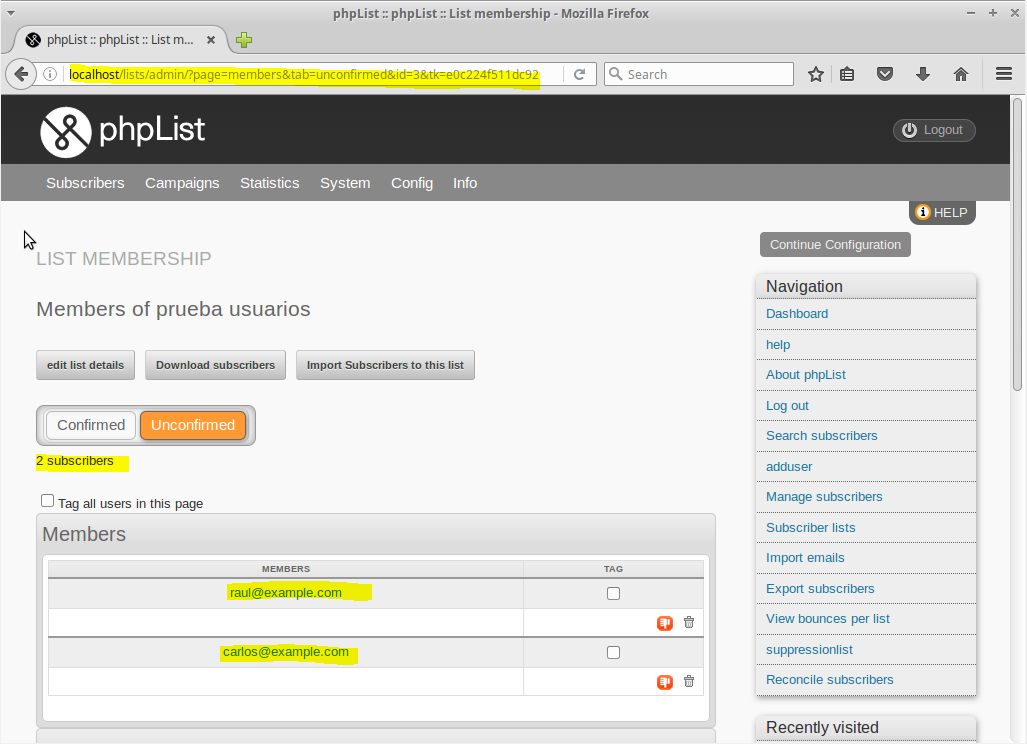 phpList :: phpList :: List membership - Mozilla Firefox
phpList :: phpList :: List m...
localhost/lists/admin/?page=members&tab=unconfirmed&id=3&tk=e0c224f511dc92
Search
phpList
Logout
Subscribers Campaigns Statistics System Config Info
HELP
Continue Configuration
LIST MEMBERSHIP
Members of prueba usuarios
edit list details Download subscribers Import Subscribers to this list
Confirmed Unconfirmed
2 subscribers
Tag all users in this page
Members
MEMBERS TAG
raul@example.com
carlos@example.com
Navigation
Dashboard
help
About phpList
Log out
Search subscribers
adduser
Manage subscribers
Subscriber lists
Import emails
Export subscribers
View bounces per list
suppressionlist
Reconcile subscribers
Recently visited